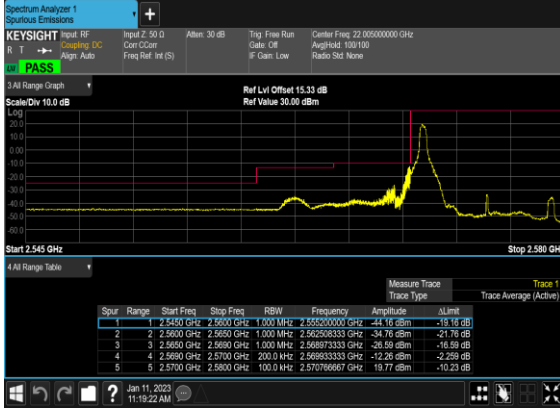 Spectrum Analyzer 1
Spurious Emissions
+
KEYSIGHT Input: RF Input Z: 50 Ω Atten: 30 dB Trig: Free Run Center Freq: 22.005000000 GHz
R T Coupling: DC Corr CCorr Gate: Off Avg|Hold: 100/100
Align: Auto Freq Ref: Int (S) IF Gain: Low Radio Std: None
PASS
3.All Range Graph Ref Lvl Offset 15.33 dB
Scale/Div 10.0 dB Ref Value 30.00 dBm
Log
20.0
10.0
0.00
-10.0
-20.0
-30.0
-40.0
-50.0
-60.0
Start 2.545 GHz Stop 2.580 GH
4.All Range Table
Measure Trace Trace 1
Trace Type Trace Average (Active)
Spur Range Start Freq Stop Freq RBW Frequency Amplitude ΔLimit
1 1 2.5450 GHz 2.5600 GHz 1.000 MHz 2.555200000 GHz -44.16 dBm -19.16 dB
2 2 2.5600 GHz 2.5650 GHz 1.000 MHz 2.562508333 GHz -34.76 dBm -21.76 dB
3 3 2.5650 GHz 2.5690 GHz 1.000 MHz 2.568973333 GHz -26.59 dBm -16.59 dB
4 4 2.5690 GHz 2.5700 GHz 200.0 kHz 2.569933333 GHz -12.26 dBm -2.259 dB
5 5 2.5700 GHz 2.5800 GHz 100.0 kHz 2.570766667 GHz 19.77 dBm -10.23 dB
? Jan 11, 2023
11:19:22 AM